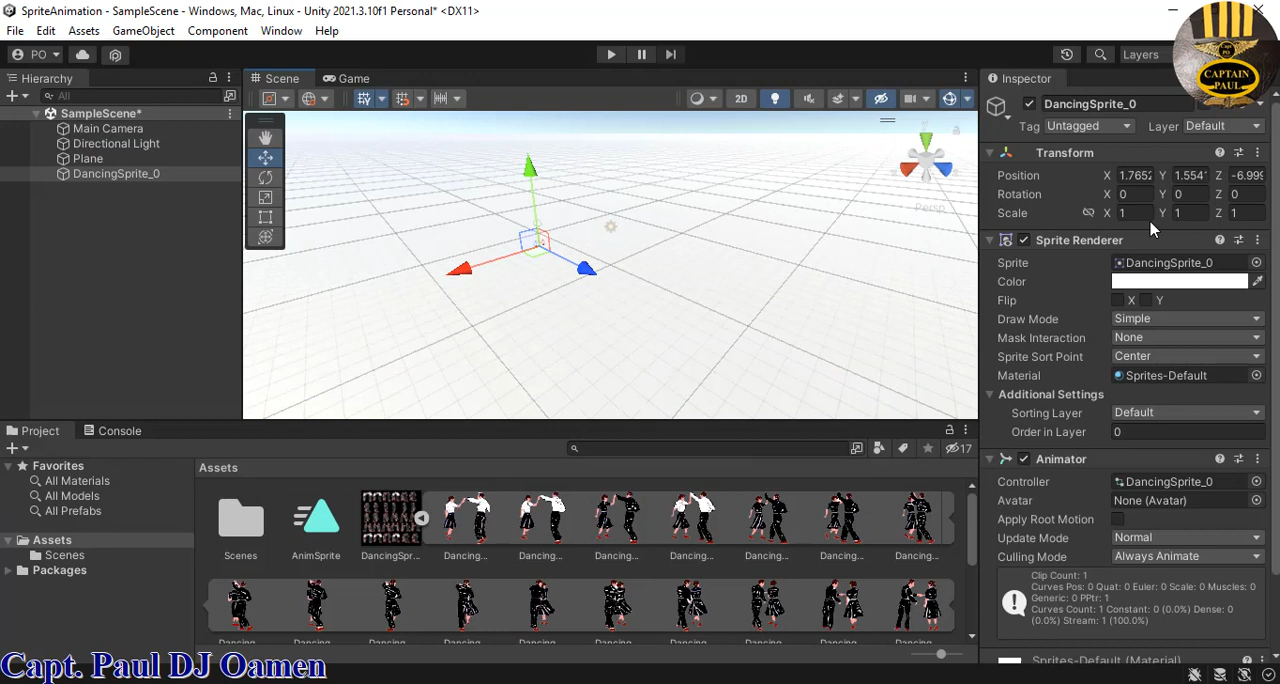 SpriteAnimation - SampleScene - Windows, Mac, Linux - Unity 2021.3.10f1 Personal* <DX11>
File Edit Assets GameObject Component Window Help
PO
Layers
Capt PO
CAPTAIN
PAUL
Hierarchy
All
SampleScene*
Main Camera
Directional Light
Plane
DancingSprite_0
Scene Game
2D
Persp
Inspector
DancingSprite_0
Tag Untagged Layer Default
Transform
Position X 1.7652 Y 1.554 Z -6.999
Rotation X 0 Y 0 Z 0
Scale X 1 Y 1 Z 1
Sprite Renderer
Sprite DancingSprite_0
Color
Flip X Y
Draw Mode Simple
Mask Interaction None
Sprite Sort Point Center
Material Sprites-Default
Additional Settings
Sorting Layer Default
Order in Layer 0
Animator
Controller DancingSprite_0
Avatar None (Avatar)
Apply Root Motion
Update Mode Normal
Culling Mode Always Animate
Clip Count: 1
Curves Pos: 0 Quat: 0 Euler: 0 Scale: 0 Muscles: 0
Generic: 0 PPtr: 1
Curves Count: 1 Constant: 0 (0.0%) Dense: 0
(0.0%) Stream: 1 (100.0%)
Sprites-Default (Material)
Project Console
17
Favorites
All Materials
All Models
All Prefabs
Assets
Scenes
Packages
Assets
Scenes AnimSprite DancingSpr... Dancing... Dancing... Dancing... Dancing... Dancing... Dancing... Dancing...
Dancing... Dancing... Dancing... Dancing... Dancing... Dancing... Dancing... Dancing... Dancing... Dancing...
Capt. Paul DJ Oamen